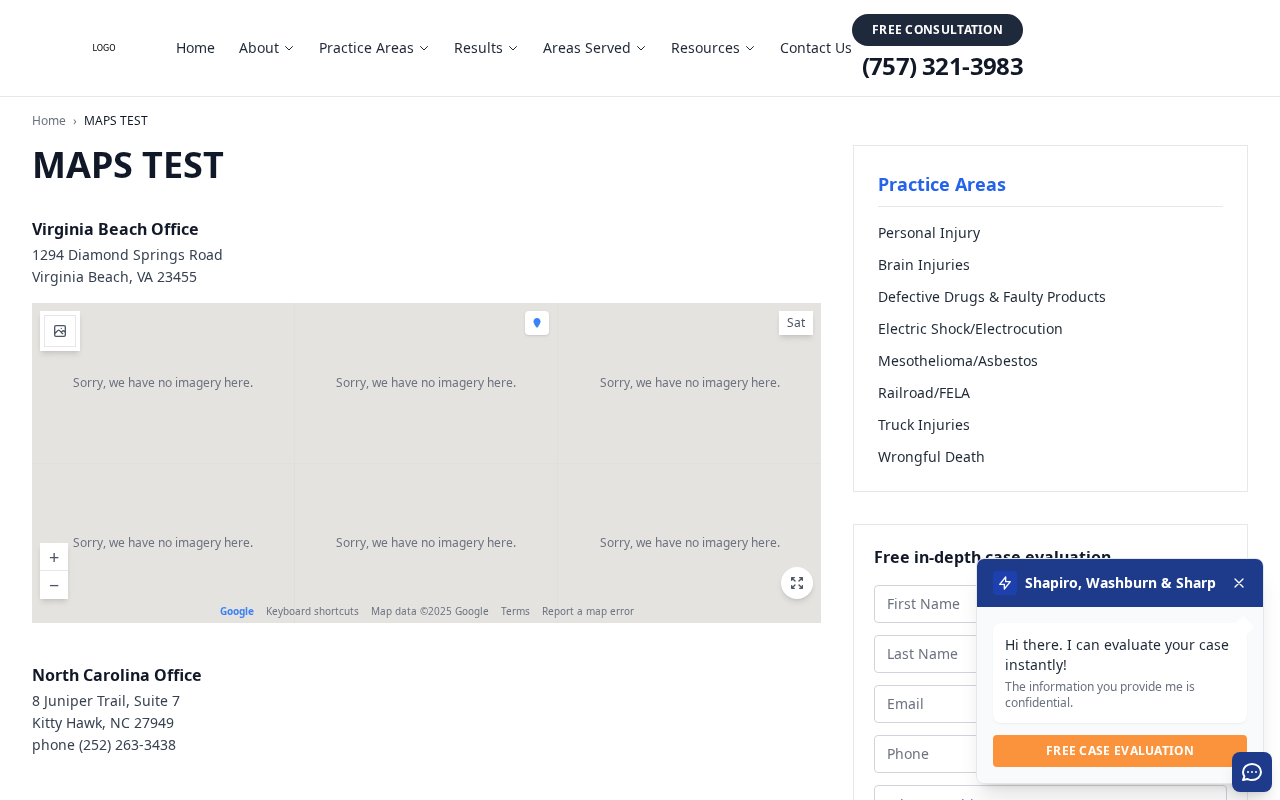 LOGO
Home
About
Practice Areas
Results
Areas Served
Resources
Contact Us
FREE CONSULTATION
(757) 321-3983
Home › MAPS TEST
MAPS TEST
Virginia Beach Office
1294 Diamond Springs Road
Virginia Beach, VA 23455
Sat
Sorry, we have no imagery here.
Sorry, we have no imagery here.
Sorry, we have no imagery here.
Sorry, we have no imagery here.
Sorry, we have no imagery here.
Sorry, we have no imagery here.
+
−
Google
Keyboard shortcuts
Map data ©2025 Google
Terms
Report a map error
North Carolina Office
8 Juniper Trail, Suite 7
Kitty Hawk, NC 27949
phone (252) 263-3438
Practice Areas
Personal Injury
Brain Injuries
Defective Drugs & Faulty Products
Electric Shock/Electrocution
Mesothelioma/Asbestos
Railroad/FELA
Truck Injuries
Wrongful Death
Free in-depth case evaluation
First Name
Last Name
Email
Phone
Shapiro, Washburn & Sharp
Hi there. I can evaluate your case
instantly!
The information you provide me is
confidential.
FREE CASE EVALUATION